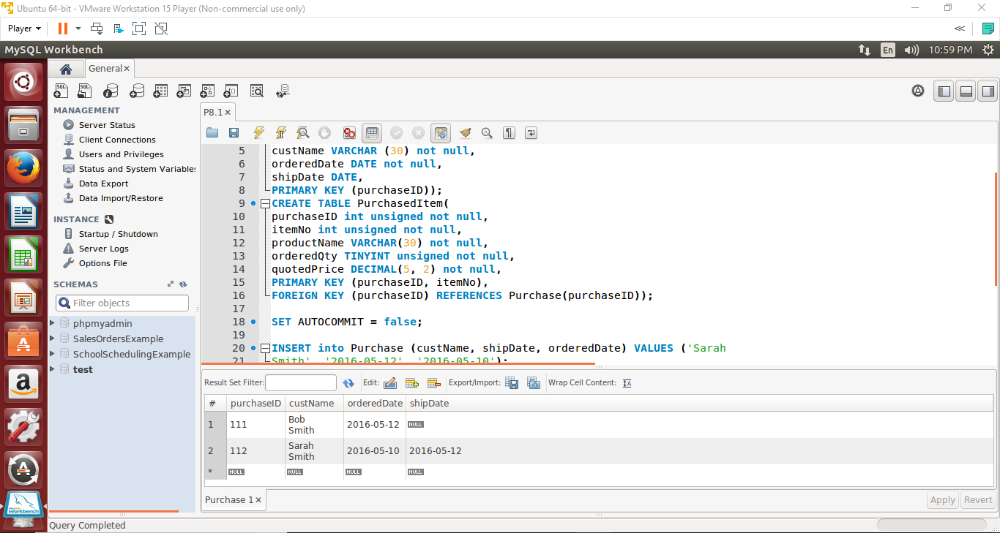 Ubuntu 64-bit - VMware Workstation 15 Player (Non-commercial use only)
Player
MySQL Workbench
En
10:59 PM
General
MANAGEMENT
Server Status
Client Connections
Users and Privileges
Status and System Variables
Data Export
Data Import/Restore
INSTANCE
Startup / Shutdown
Server Logs
Options File
SCHEMAS
Filter objects
phpmyadmin
SalesOrdersExample
SchoolSchedulingExample
test
P8.1
5 custName VARCHAR (30) not null,
6 orderedDate DATE not null,
7 shipDate DATE,
8 PRIMARY KEY (purchaseID));
9 CREATE TABLE PurchasedItem(
10 purchaseID int unsigned not null,
11 itemNo int unsigned not null,
12 productName VARCHAR(30) not null,
13 orderedQty TINYINT unsigned not null,
14 quotedPrice DECIMAL(5, 2) not null,
15 PRIMARY KEY (purchaseID, itemNo),
16 FOREIGN KEY (purchaseID) REFERENCES Purchase(purchaseID));
17
18 SET AUTOCOMMIT = false;
19
20 INSERT into Purchase (custName, shipDate, orderedDate) VALUES ('Sarah
21 Smith', '2016-05-12', '2016-05-10');
Result Set Filter: Edit: Export/Import: Wrap Cell Content:
# purchaseID custName orderedDate shipDate
1 111 Bob Smith 2016-05-12 NULL
2 112 Sarah Smith 2016-05-10 2016-05-12
* NULL NULL NULL NULL
Purchase 1
Apply Revert
Query Completed